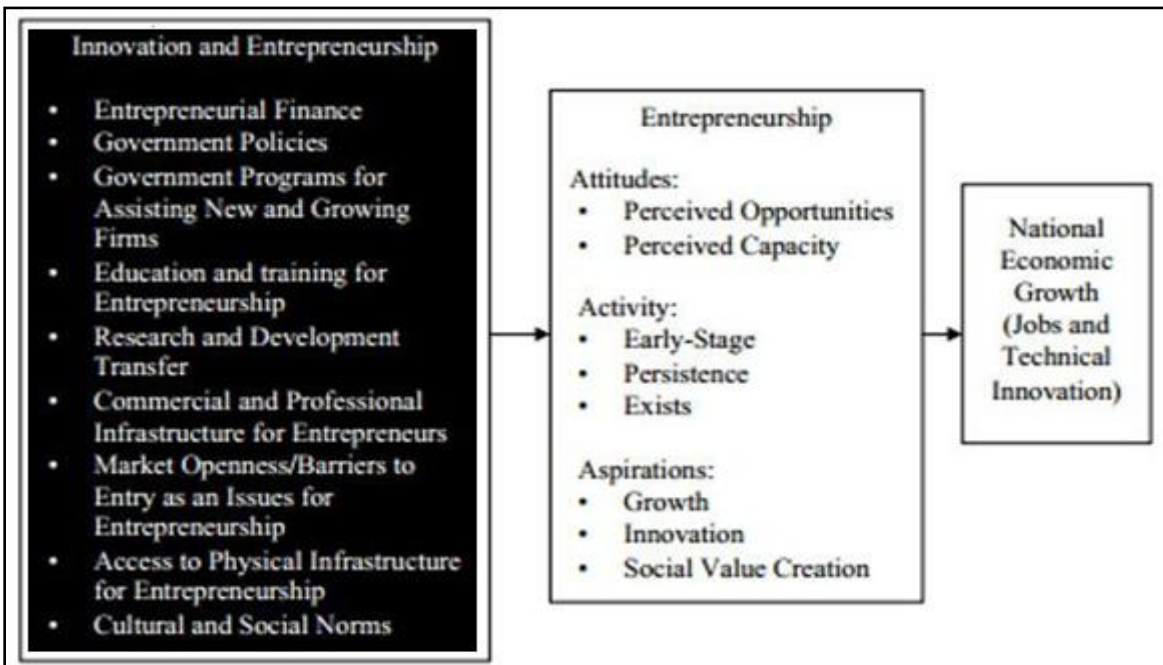 Innovation and Entrepreneurship
• Entrepreneurial Finance
• Government Policies
• Government Programs for
Assisting New and Growing
Firms
• Education and training for
Entrepreneurship
• Research and Development
Transfer
• Commercial and Professional
Infrastructure for Entrepreneurs
• Market Openness/Barriers to
Entry as an Issues for
Entrepreneurship
• Access to Physical Infrastructure
for Entrepreneurship
• Cultural and Social Norms
Entrepreneurship
Attitudes:
• Perceived Opportunities
• Perceived Capacity
Activity:
• Early-Stage
• Persistence
• Exists
Aspirations:
• Growth
• Innovation
• Social Value Creation
National
Economic
Growth
(Jobs and
Technical
Innovation)